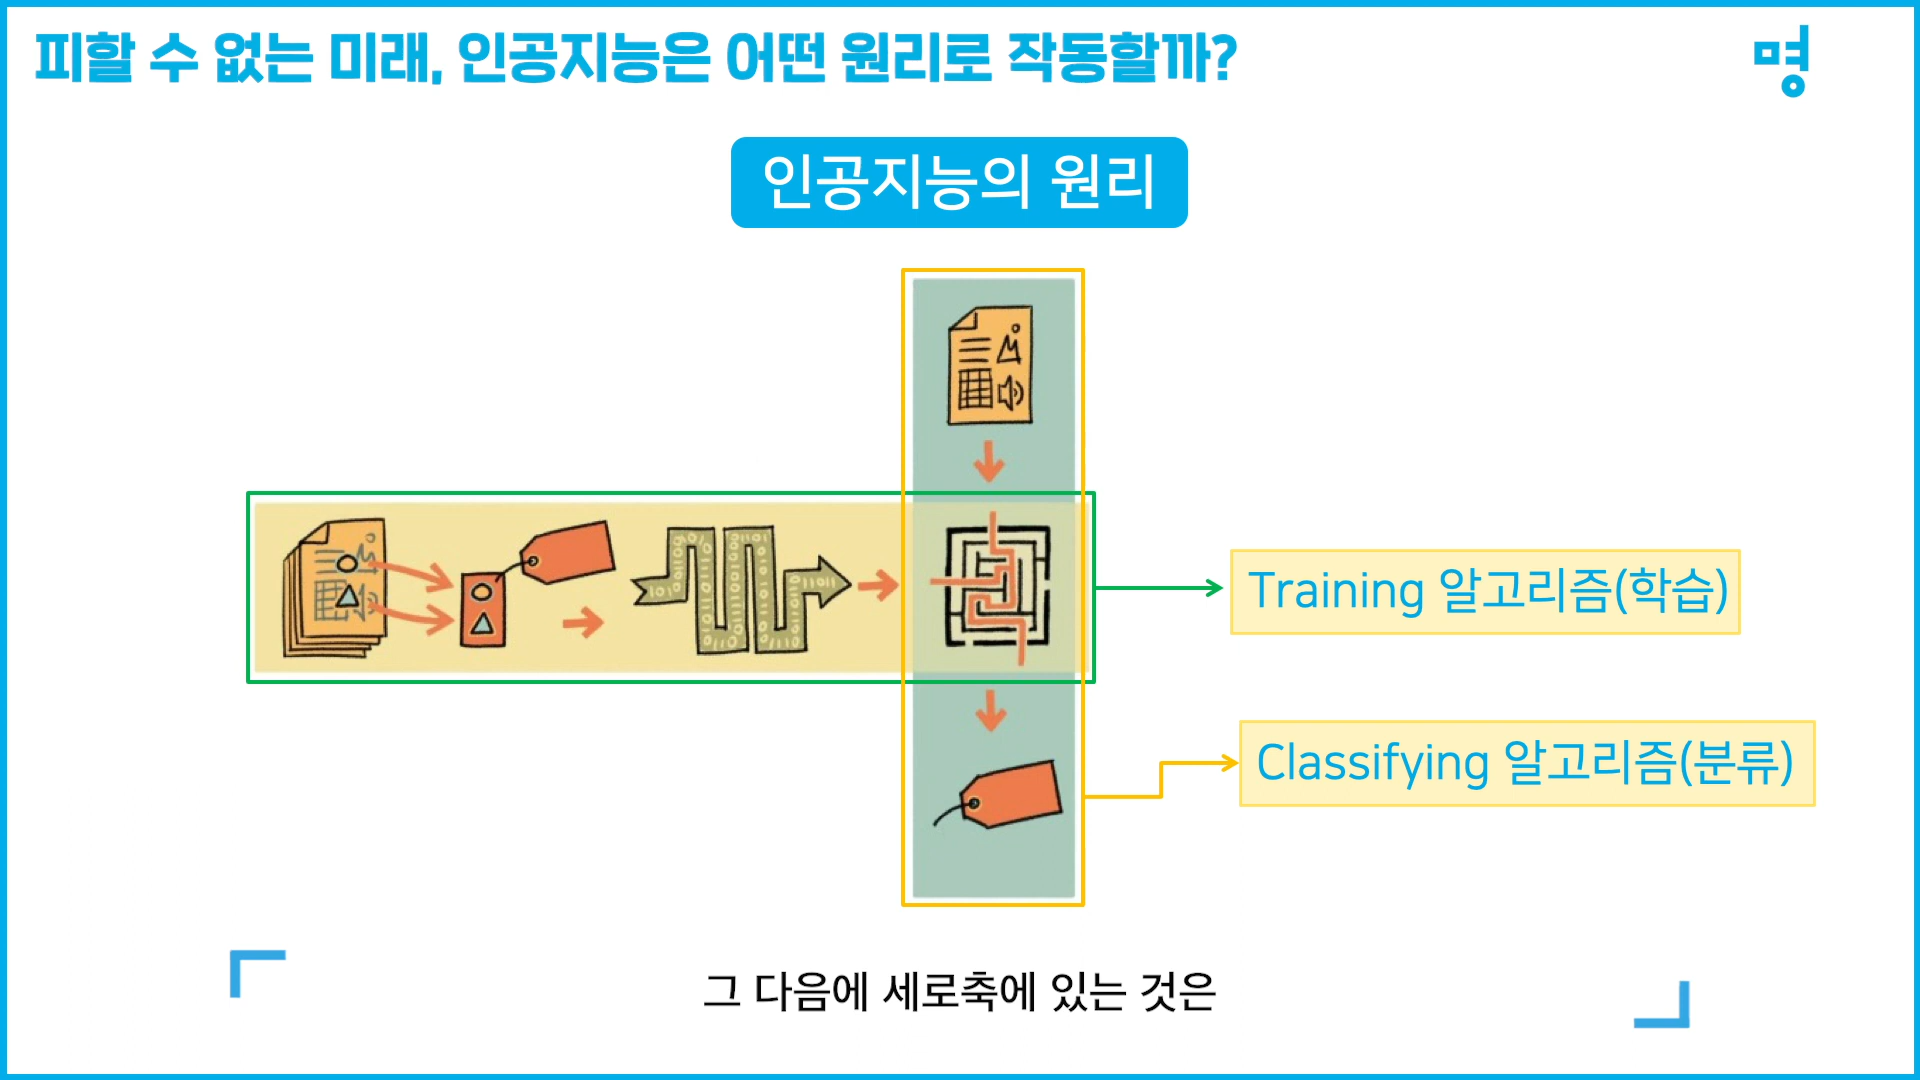 피할 수 없는 미래, 인공지능은 어떤 원리로 작동할까?
명
인공지능의 원리
Training 알고리즘(학습)
Classifying 알고리즘(분류)
그 다음에 세로축에 있는 것은